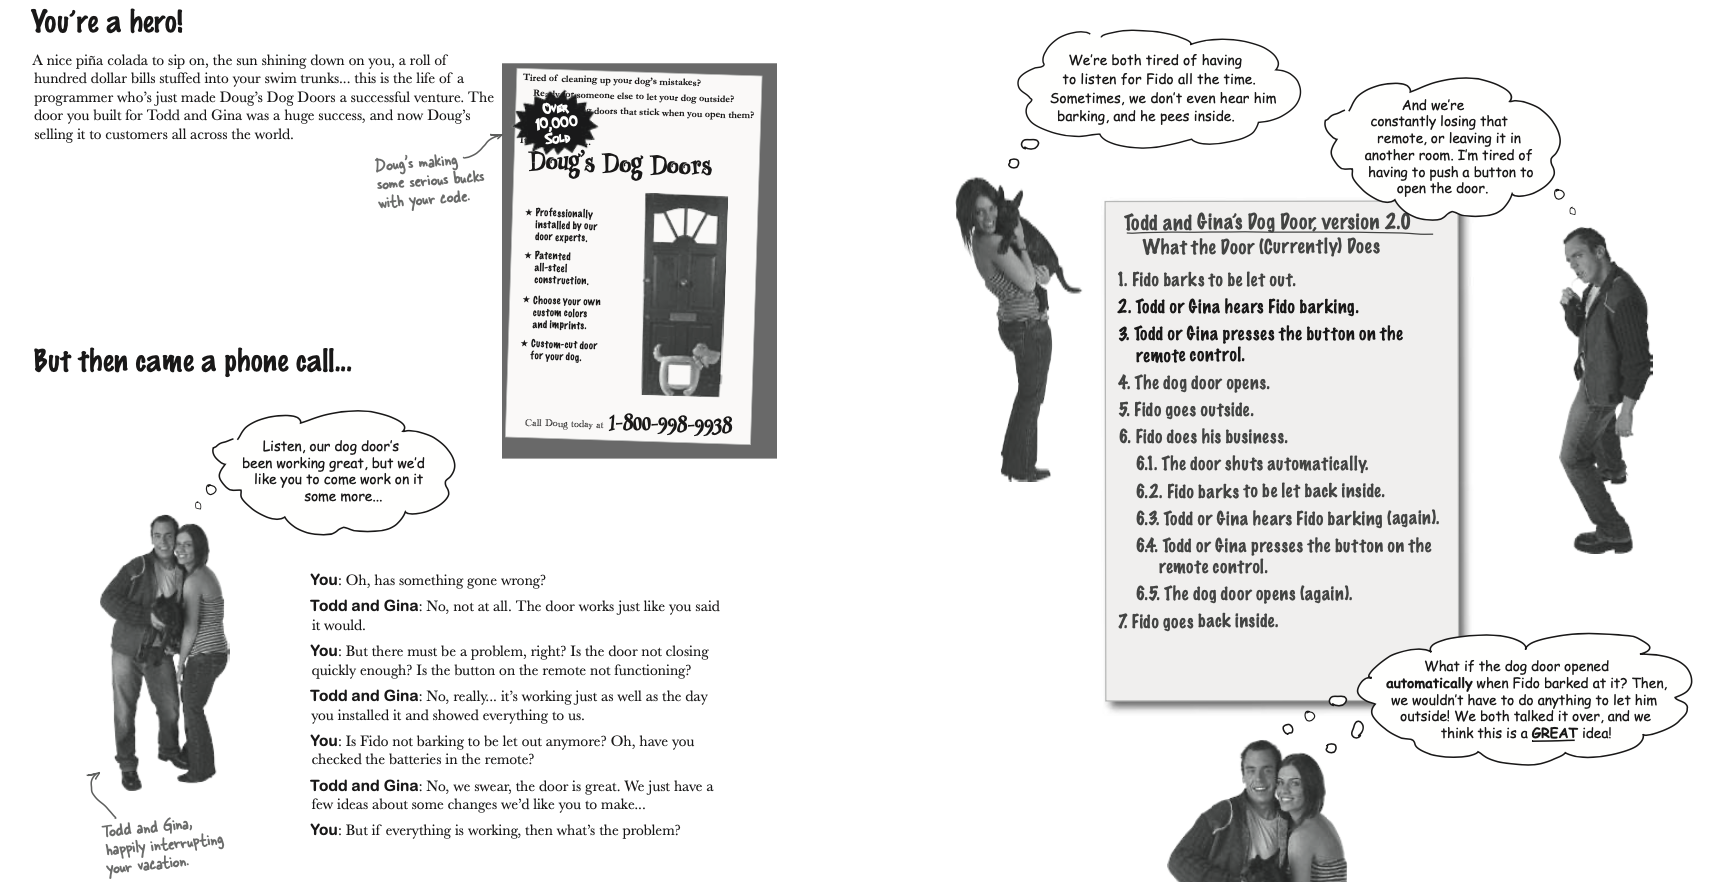 You're a hero!
A nice piña colada to sip on, the sun shining down on you, a roll of
hundred dollar bills stuffed into your swim trunks... this is the life of a
programmer who's just made Doug's Dog Doors a successful venture. The
door you built for Todd and Gina was a huge success, and now Doug's
selling it to customers all across the world.
Doug's making
some serious bucks
with your code.
Tired of cleaning up your dog's mistakes?
someone else to let your dog outside?
doors that stick when you open them?
OVER
10,000
SOLD
Doug's Dog Doors
★ Professionally
installed by our
door experts.
★ Patented
all-steel
construction.
★ Choose your own
custom colors
and imprints.
★ Custom-cut door
for your dog.
Call Doug today at 1-800-998-9938
But then came a phone call...
Listen, our dog door's
been working great, but we'd
like you to come work on it
some more...
Todd and Gina,
happily interrupting
your vacation.
You: Oh, has something gone wrong?
Todd and Gina: No, not at all. The door works just like you said
it would.
You: But there must be a problem, right? Is the door not closing
quickly enough? Is the button on the remote not functioning?
Todd and Gina: No, really... it's working just as well as the day
you installed it and showed everything to us.
You: Is Fido not barking to be let out anymore? Oh, have you
checked the batteries in the remote?
Todd and Gina: No, we swear, the door is great. We just have a
few ideas about some changes we'd like you to make...
You: But if everything is working, then what's the problem?
We're both tired of having
to listen for Fido all the time.
Sometimes, we don't even hear him
barking, and he pees inside.
And we're
constantly losing that
remote, or leaving it in
another room. I'm tired of
having to push a button to
open the door.
Todd and Gina's Dog Door, version 2.0
What the Door (Currently) Does
1. Fido barks to be let out.
2. Todd or Gina hears Fido barking.
3. Todd or Gina presses the button on the
remote control.
4. The dog door opens.
5. Fido goes outside.
6. Fido does his business.
6.1. The door shuts automatically.
6.2. Fido barks to be let back inside.
6.3. Todd or Gina hears Fido barking (again).
6.4. Todd or Gina presses the button on the
remote control.
6.5. The dog door opens (again).
7. Fido goes back inside.
What if the dog door opened
automatically when Fido barked at it? Then,
we wouldn't have to do anything to let him
outside! We both talked it over, and we
think this is a GREAT idea!